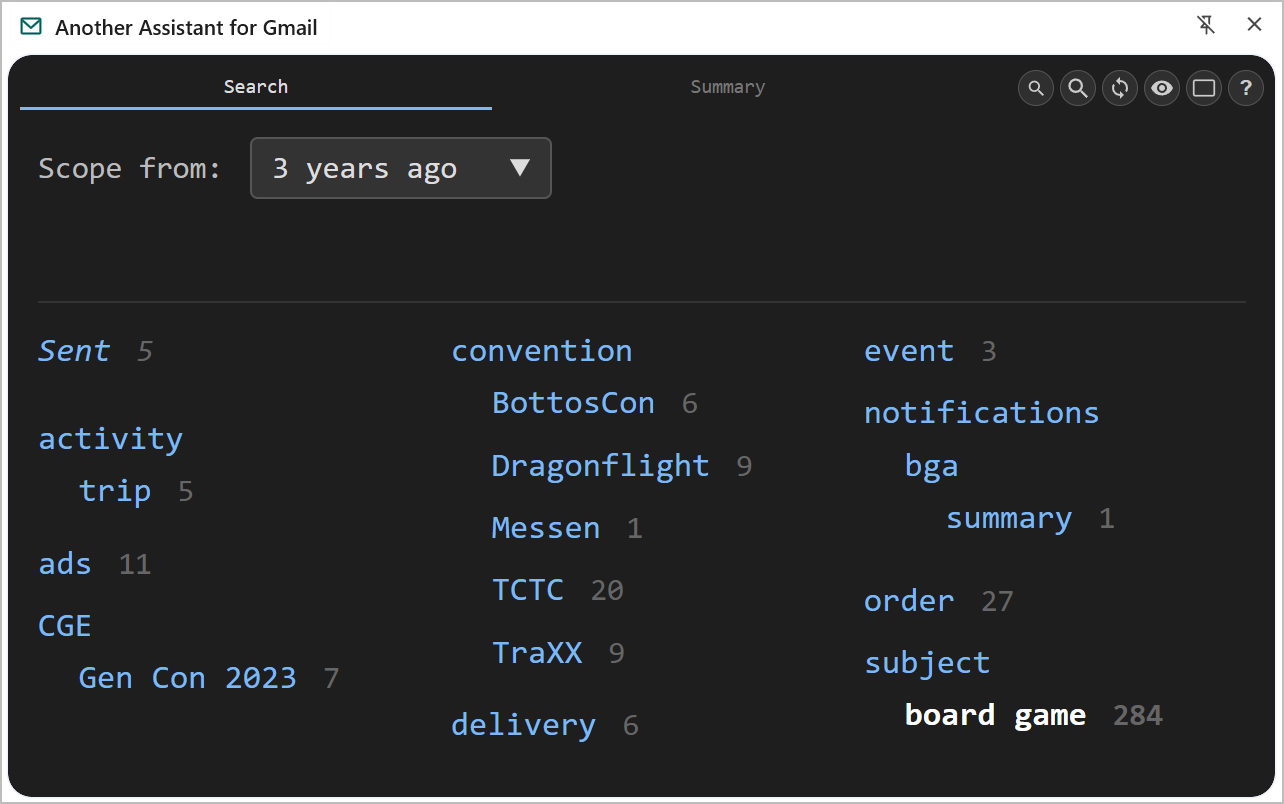 Another Assistant for Gmail
Search
Summary
?
Scope from:
3 years ago ▼
Sent 5
activity
trip 5
ads 11
CGE
Gen Con 2023 7
convention
BottosCon 6
Dragonflight 9
Messen 1
TCTC 20
TraXX 9
delivery 6
event 3
notifications
bga
summary 1
order 27
subject
board game 284